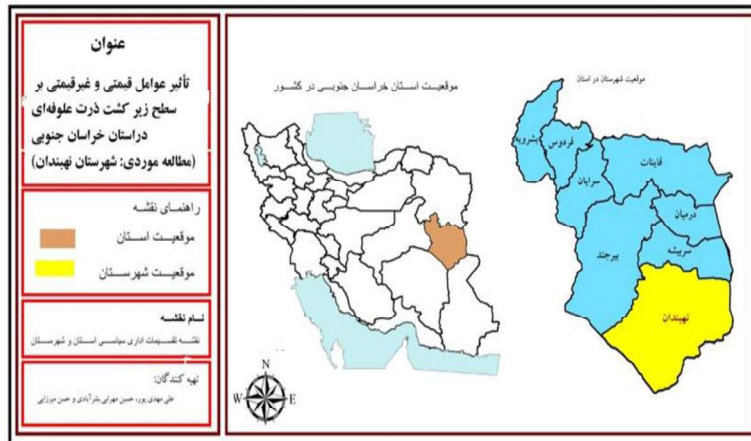 عنوان
تأثیر عوامل قیمتی و غیرقیمتی بر
سطح زیر کشت ذرت علوفه‌ای
دراستان خراسان جنوبی
(مطالعه موردی: شهرستان نهبندان)
راهنمای نقشه
موقعیت استان
موقعیت شهرستان
نام نقشه
نقشه تقسیمات اداری سیاسی استان و شهرستان
تهیه کنندگان:
علی مهدی پور، حسین مهرابی بشرآبادی و حسن میرزایی
موقعیت استان خراسان جنوبی در کشور
N
W
E
S
موقعیت شهرستان در استان
بشرویه
فردوس
سرایان
قاینات
درمیان
سربیشه
بیرجند
نهبندان